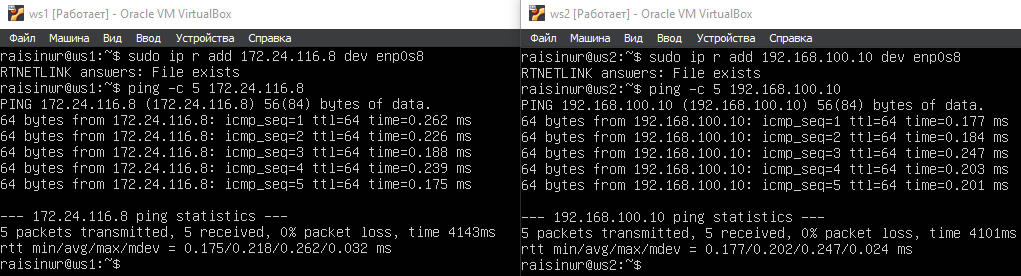 ws1 [Работает] - Oracle VM VirtualBox
Файл Машина Вид Ввод Устройства Справка
raisinwr@ws1:~$ sudo ip r add 172.24.116.8 dev enp0s8
RTNETLINK answers: File exists
raisinwr@ws1:~$ ping -c 5 172.24.116.8
PING 172.24.116.8 (172.24.116.8) 56(84) bytes of data.
64 bytes from 172.24.116.8: icmp_seq=1 ttl=64 time=0.262 ms
64 bytes from 172.24.116.8: icmp_seq=2 ttl=64 time=0.226 ms
64 bytes from 172.24.116.8: icmp_seq=3 ttl=64 time=0.188 ms
64 bytes from 172.24.116.8: icmp_seq=4 ttl=64 time=0.239 ms
64 bytes from 172.24.116.8: icmp_seq=5 ttl=64 time=0.175 ms
--- 172.24.116.8 ping statistics ---
5 packets transmitted, 5 received, 0% packet loss, time 4143ms
rtt min/avg/max/mdev = 0.175/0.218/0.262/0.032 ms
raisinwr@ws1:~$
ws2 [Работает] - Oracle VM VirtualBox
Файл Машина Вид Ввод Устройства Справка
raisinwr@ws2:~$ sudo ip r add 192.168.100.10 dev enp0s8
RTNETLINK answers: File exists
raisinwr@ws2:~$ ping -c 5 192.168.100.10
PING 192.168.100.10 (192.168.100.10) 56(84) bytes of data.
64 bytes from 192.168.100.10: icmp_seq=1 ttl=64 time=0.177 ms
64 bytes from 192.168.100.10: icmp_seq=2 ttl=64 time=0.184 ms
64 bytes from 192.168.100.10: icmp_seq=3 ttl=64 time=0.247 ms
64 bytes from 192.168.100.10: icmp_seq=4 ttl=64 time=0.203 ms
64 bytes from 192.168.100.10: icmp_seq=5 ttl=64 time=0.201 ms
--- 192.168.100.10 ping statistics ---
5 packets transmitted, 5 received, 0% packet loss, time 4101ms
rtt min/avg/max/mdev = 0.177/0.202/0.247/0.024 ms
raisinwr@ws2:~$